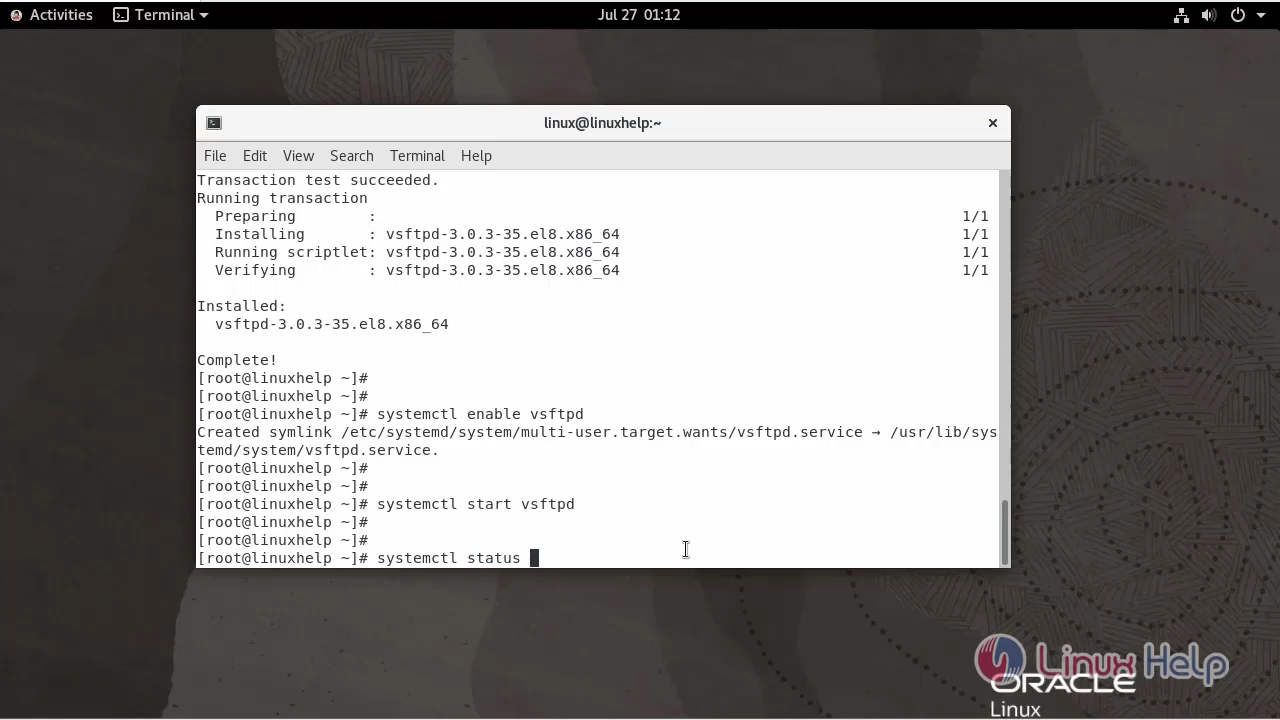 Activities Terminal Jul 27 01:12
linux@linuxhelp:~ ×
File Edit View Search Terminal Help
Transaction test succeeded.
Running transaction
  Preparing        : 1/1
  Installing       : vsftpd-3.0.3-35.el8.x86_64 1/1
  Running scriptlet: vsftpd-3.0.3-35.el8.x86_64 1/1
  Verifying        : vsftpd-3.0.3-35.el8.x86_64 1/1
Installed:
  vsftpd-3.0.3-35.el8.x86_64
Complete!
[root@linuxhelp ~]#
[root@linuxhelp ~]#
[root@linuxhelp ~]# systemctl enable vsftpd
Created symlink /etc/systemd/system/multi-user.target.wants/vsftpd.service → /usr/lib/sys
temd/system/vsftpd.service.
[root@linuxhelp ~]#
[root@linuxhelp ~]#
[root@linuxhelp ~]# systemctl start vsftpd
[root@linuxhelp ~]#
[root@linuxhelp ~]#
[root@linuxhelp ~]# systemctl status
Linux Help
ORACLE
Linux